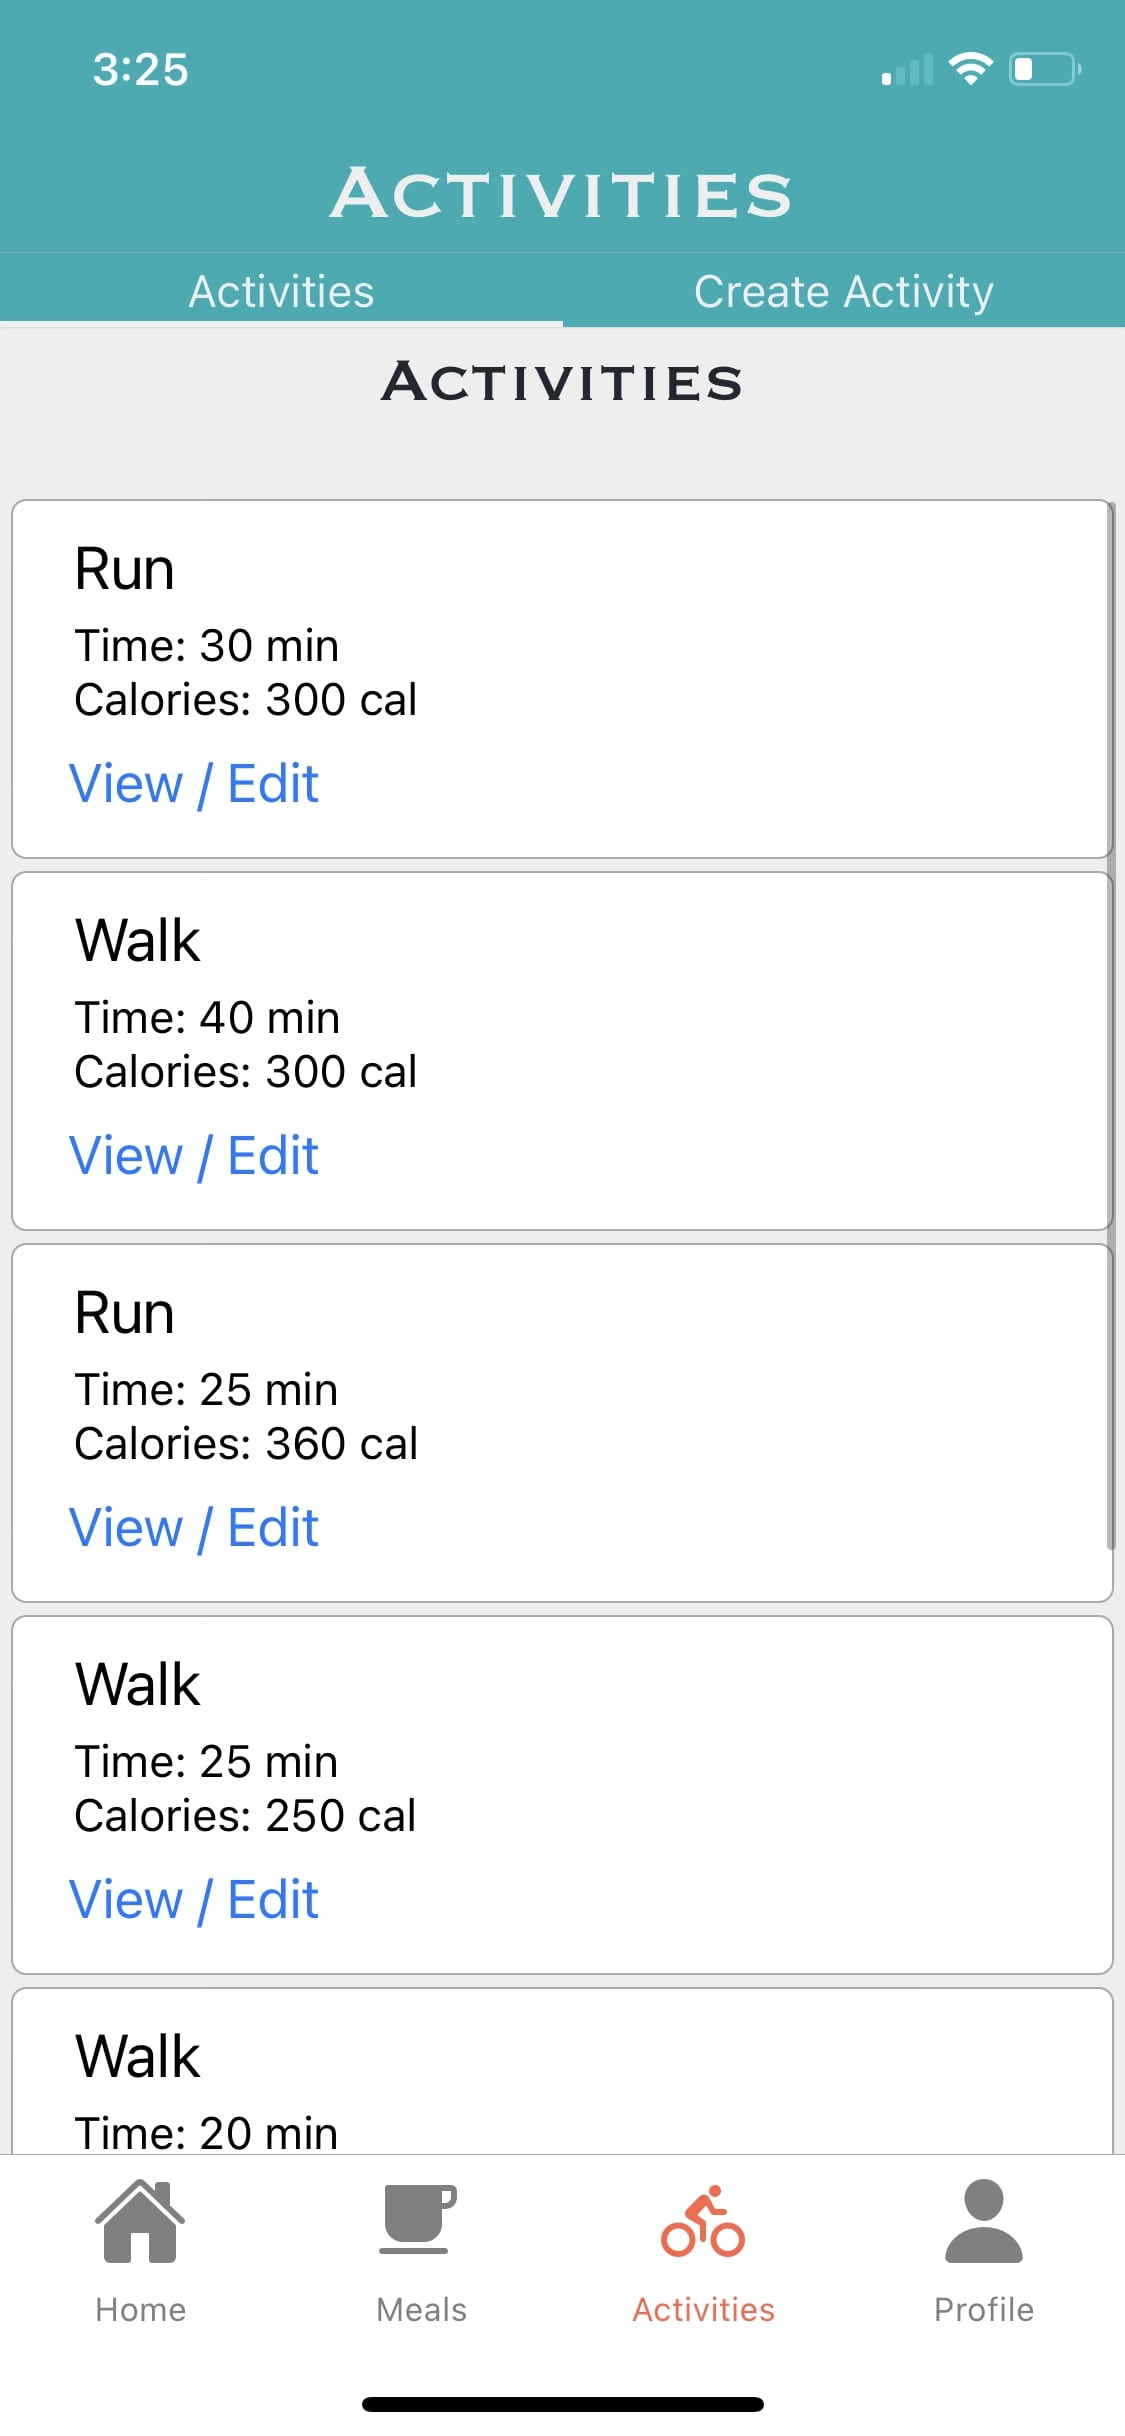 3:25
Activities
Activities
Create Activity
Activities
Run
Time: 30 min
Calories: 300 cal
View / Edit
Walk
Time: 40 min
Calories: 300 cal
View / Edit
Run
Time: 25 min
Calories: 360 cal
View / Edit
Walk
Time: 25 min
Calories: 250 cal
View / Edit
Walk
Time: 20 min
Home
Meals
Activities
Profile